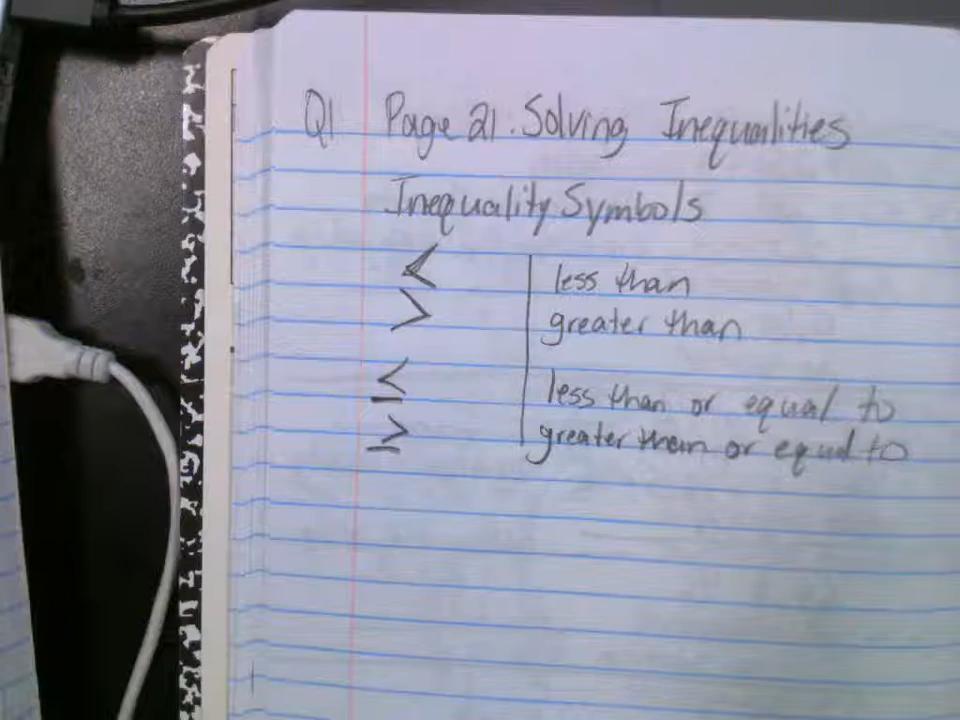 Q1 Page 21. Solving Inequalities
Inequality Symbols
< less than
> greater than
≤ less than or equal to
≥ greater than or equal to